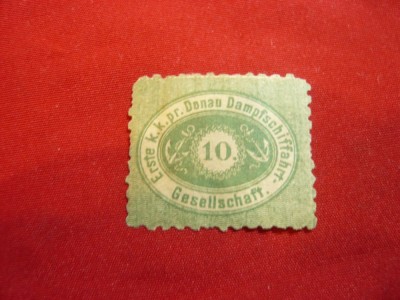 Erste k. k. pr. Donau Dampfschiffahrt-
Gesellschaft.
10.